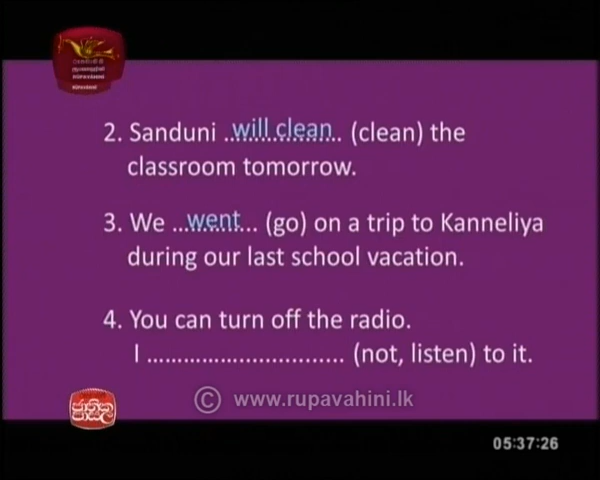 2. Sanduni ..will clean.. (clean) the
classroom tomorrow.
3. We ...went... (go) on a trip to Kanneliya
during our last school vacation.
4. You can turn off the radio.
I .............................. (not, listen) to it.
© www.rupavahini.lk
05:37:26